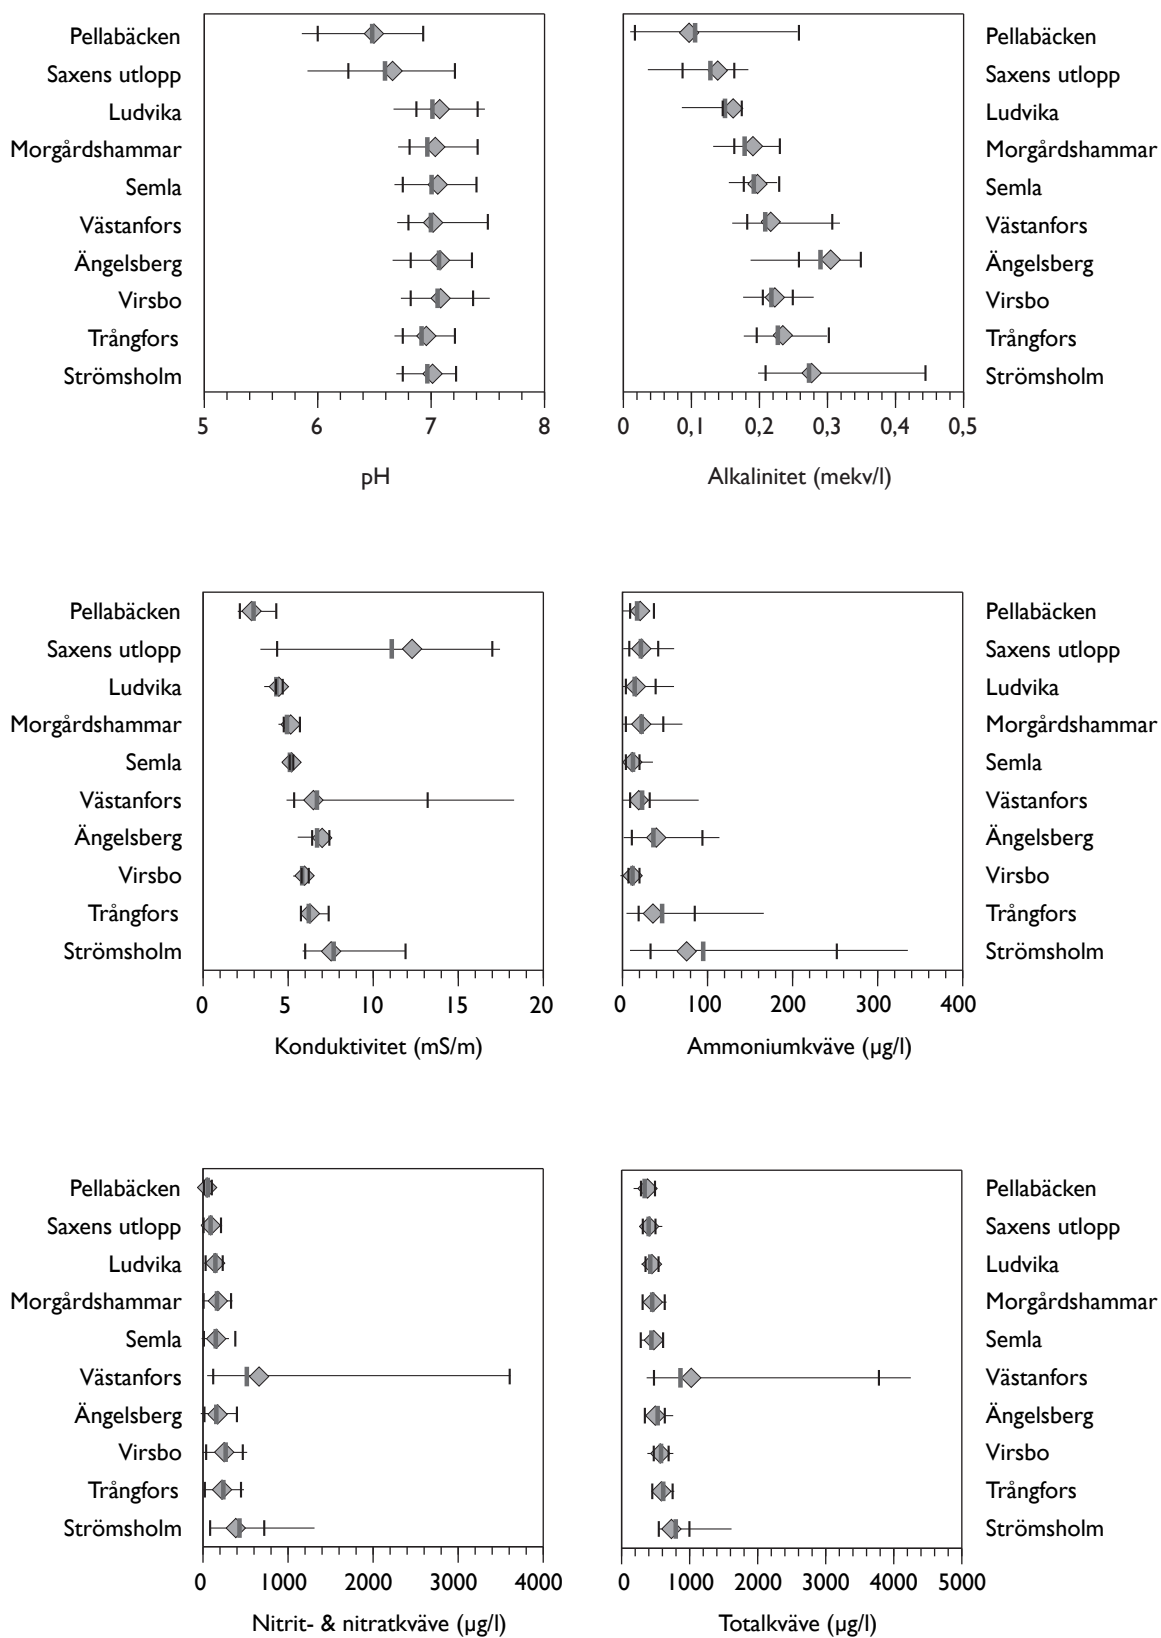 Pellabäcken Pellabäcken
Saxens utlopp Saxens utlopp
Ludvika Ludvika
Morgårdshammar Morgårdshammar
Semla Semla
Västanfors Västanfors
Ängelsberg Ängelsberg
Virsbo Virsbo
Trångfors Trångfors
Strömsholm Strömsholm
5 6 7 8 0 0,1 0,2 0,3 0,4 0,5
pH Alkalinitet (mekv/l)
Pellabäcken Pellabäcken
Saxens utlopp Saxens utlopp
Ludvika Ludvika
Morgårdshammar Morgårdshammar
Semla Semla
Västanfors Västanfors
Ängelsberg Ängelsberg
Virsbo Virsbo
Trångfors Trångfors
Strömsholm Strömsholm
0 5 10 15 20 0 100 200 300 400
Konduktivitet (mS/m) Ammoniumkväve (µg/l)
Pellabäcken Pellabäcken
Saxens utlopp Saxens utlopp
Ludvika Ludvika
Morgårdshammar Morgårdshammar
Semla Semla
Västanfors Västanfors
Ängelsberg Ängelsberg
Virsbo Virsbo
Trångfors Trångfors
Strömsholm Strömsholm
0 1000 2000 3000 4000 0 1000 2000 3000 4000 5000
Nitrit- & nitratkväve (µg/l) Totalkväve (µg/l)